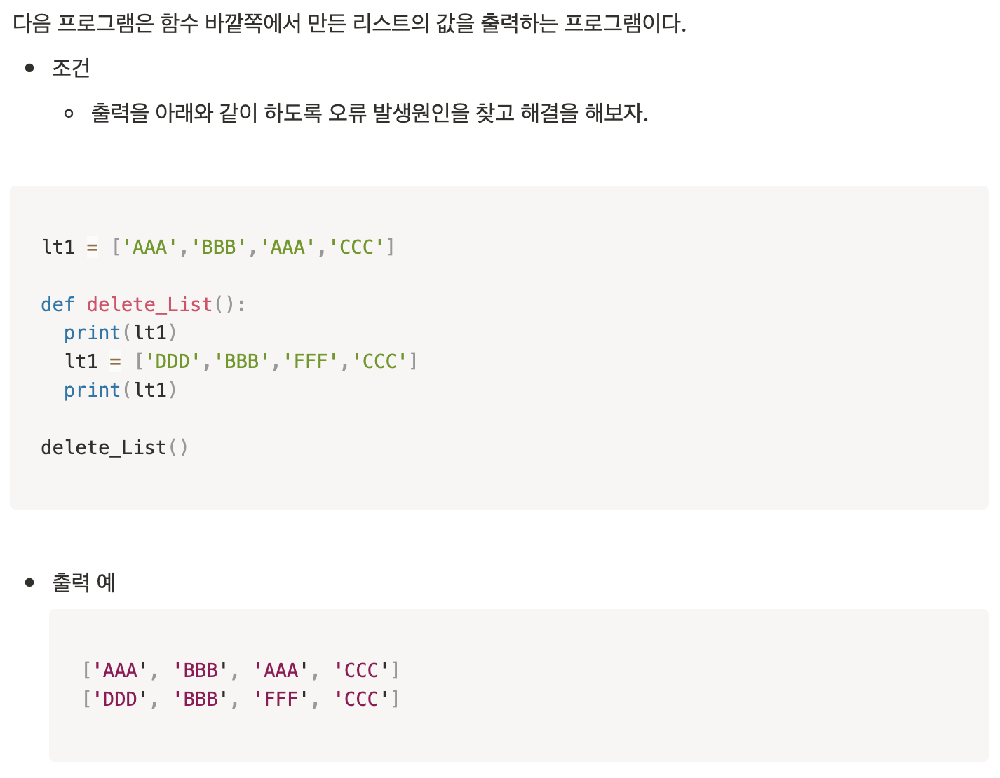 다음 프로그램은 함수 바깥쪽에서 만든 리스트의 값을 출력하는 프로그램이다.
조건
출력을 아래와 같이 하도록 오류 발생원인을 찾고 해결을 해보자.
lt1 = ['AAA','BBB','AAA','CCC']
def delete_List():
  print(lt1)
  lt1 = ['DDD','BBB','FFF','CCC']
  print(lt1)
delete_List()
출력 예
['AAA', 'BBB', 'AAA', 'CCC']
['DDD', 'BBB', 'FFF', 'CCC']